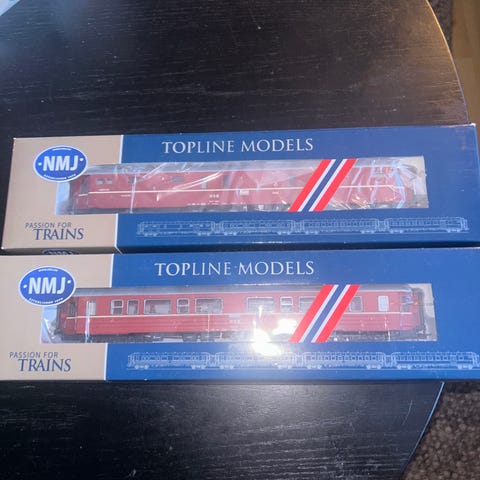 TOPLINE MODELS
NMJ
PASSION FOR
TRAINS
TOPLINE MODELS
NMJ
PASSION FOR
TRAINS